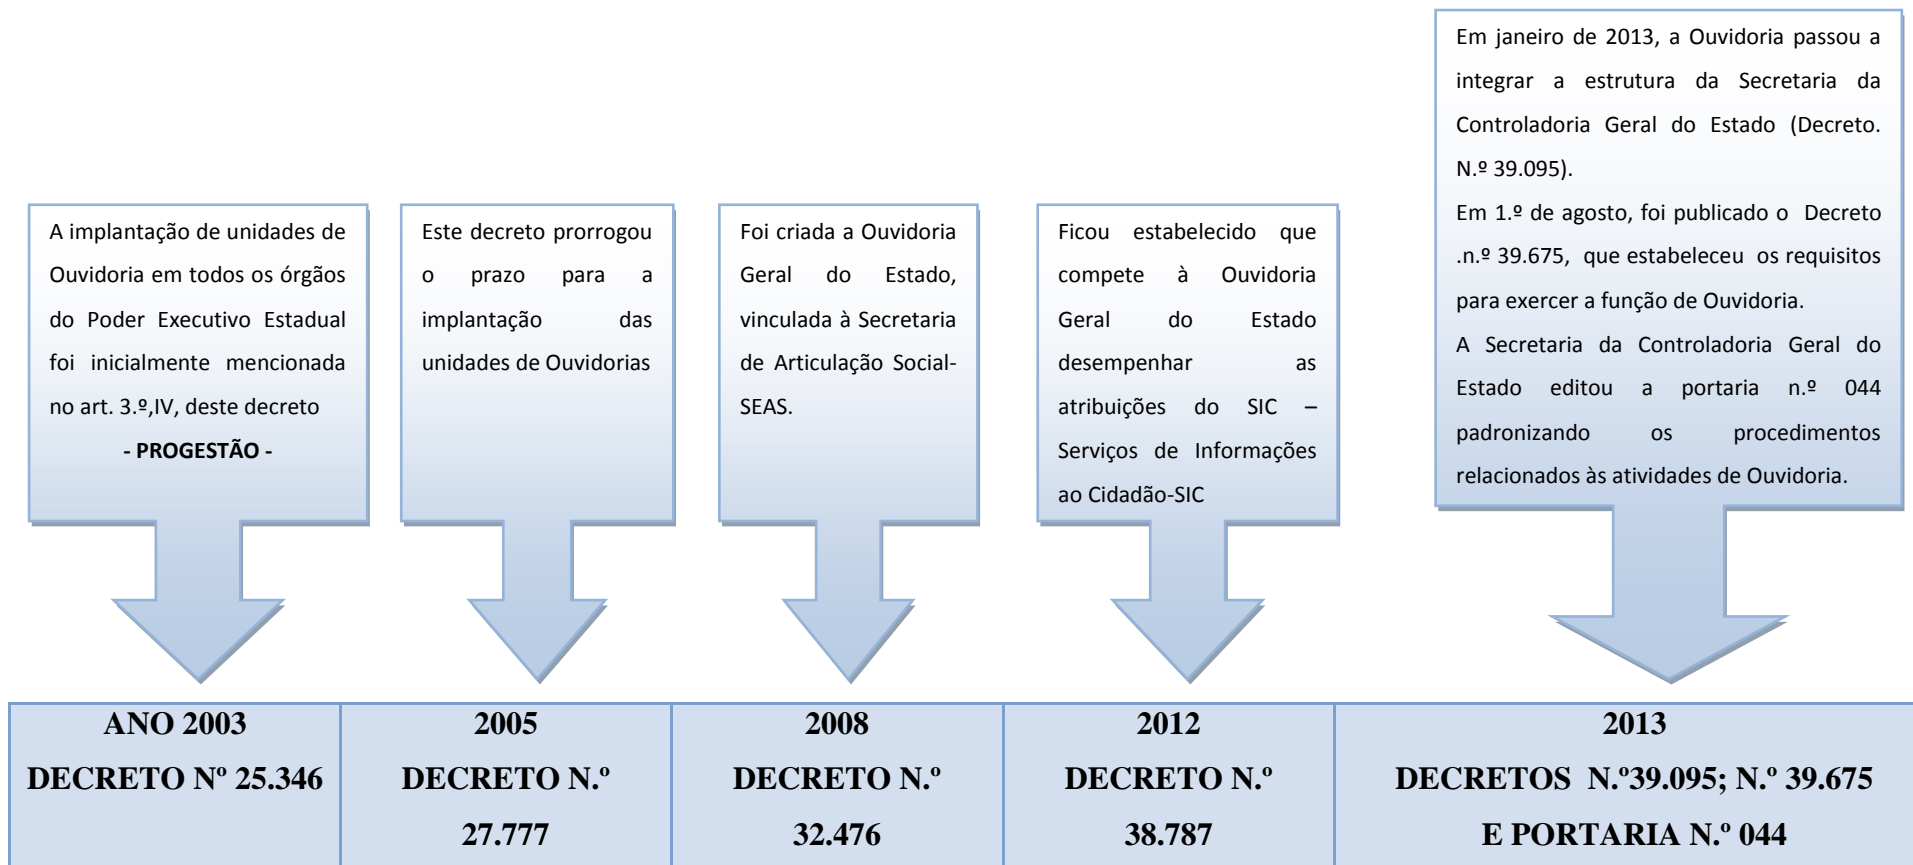 A implantação de unidades de
Ouvidoria em todos os órgãos
do Poder Executivo Estadual
foi inicialmente mencionada
no art. 3.º,IV, deste decreto
- PROGESTÃO -
Este decreto prorrogou
o prazo para a
implantação das
unidades de Ouvidorias
Foi criada a Ouvidoria
Geral do Estado,
vinculada à Secretaria
de Articulação Social-
SEAS.
Ficou estabelecido que
compete à Ouvidoria
Geral do Estado
desempenhar as
atribuições do SIC –
Serviços de Informações
ao Cidadão-SIC
Em janeiro de 2013, a Ouvidoria passou a
integrar a estrutura da Secretaria da
Controladoria Geral do Estado (Decreto.
N.º 39.095).
Em 1.º de agosto, foi publicado o Decreto
.n.º 39.675, que estabeleceu os requisitos
para exercer a função de Ouvidoria.
A Secretaria da Controladoria Geral do
Estado editou a portaria n.º 044
padronizando os procedimentos
relacionados às atividades de Ouvidoria.
ANO 2003
DECRETO Nº 25.346
2005
DECRETO N.º
27.777
2008
DECRETO N.º
32.476
2012
DECRETO N.º
38.787
2013
DECRETOS N.º39.095; N.º 39.675
E PORTARIA N.º 044